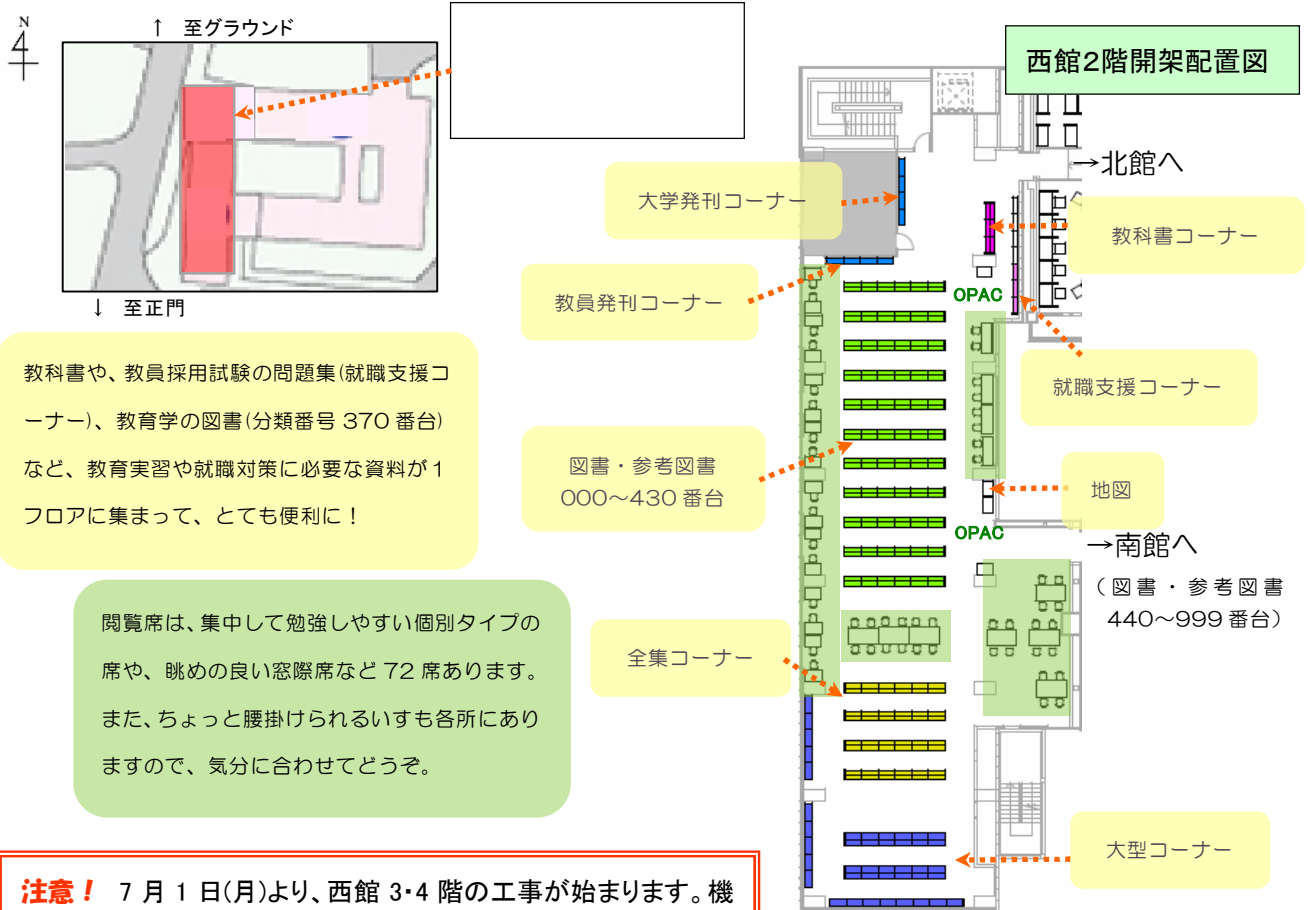 N
↑ 至グラウンド
↓ 至正門
西館2階開架配置図
→北館へ
大学発刊コーナー
教科書コーナー
教員発刊コーナー
OPAC
就職支援コーナー
教科書や、教員採用試験の問題集(就職支援コ
ーナー)、教育学の図書(分類番号 370 番台)
など、教育実習や就職対策に必要な資料が 1
フロアに集まって、とても便利に！
図書・参考図書
000～430 番台
地図
OPAC
→南館へ
（図書・参考図書
440～999 番台）
閲覧席は、集中して勉強しやすい個別タイプの
席や、眺めの良い窓際席など 72 席あります。
また、ちょっと腰掛けられるいすも各所にあり
ますので、気分に合わせてどうぞ。
全集コーナー
大型コーナー
注意！ 7 月 1 日(月)より、西館 3・4 階の工事が始まります。機